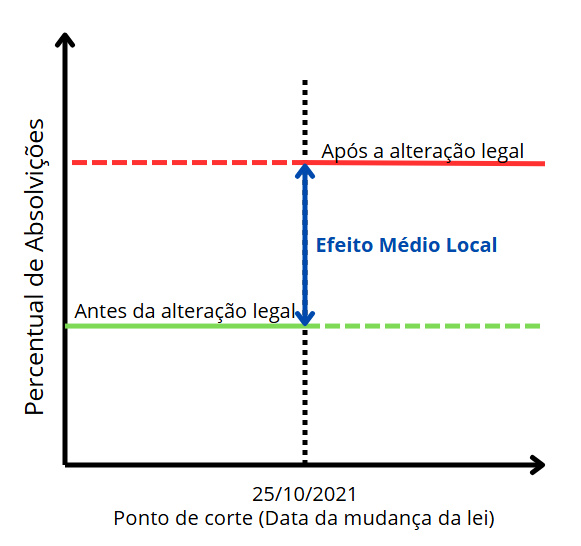 Percentual de Absolvições
Após a alteração legal
Efeito Médio Local
Antes da alteração legal
25/10/2021
Ponto de corte (Data da mudança da lei)